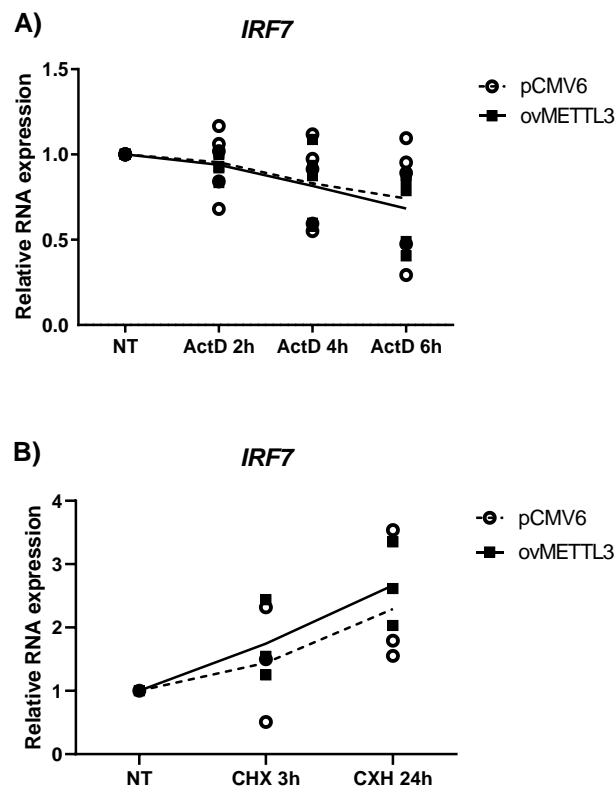 A)
IRF7
Relative RNA expression
1.5
1.0
0.5
0.0
NT
ActD 2h
ActD 4h
ActD 6h
pCMV6
ovMETTL3
B)
IRF7
Relative RNA expression
4
3
2
1
0
NT
CHX 3h
CXH 24h
pCMV6
ovMETTL3